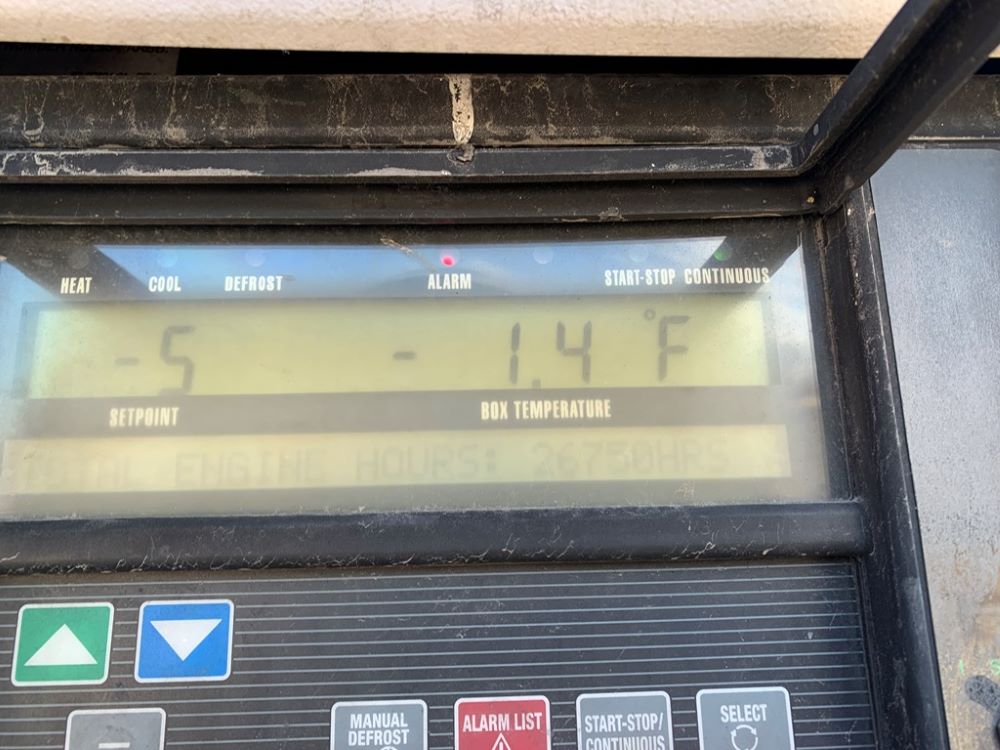 HEAT COOL DEFROST ALARM START-STOP CONTINUOUS
-5 - 1.4 °F
SETPOINT BOX TEMPERATURE
TOTAL ENGINE HOURS: 26750HRS
MANUAL DEFROST
ALARM LIST
START-STOP/
CONTINUOUS
SELECT